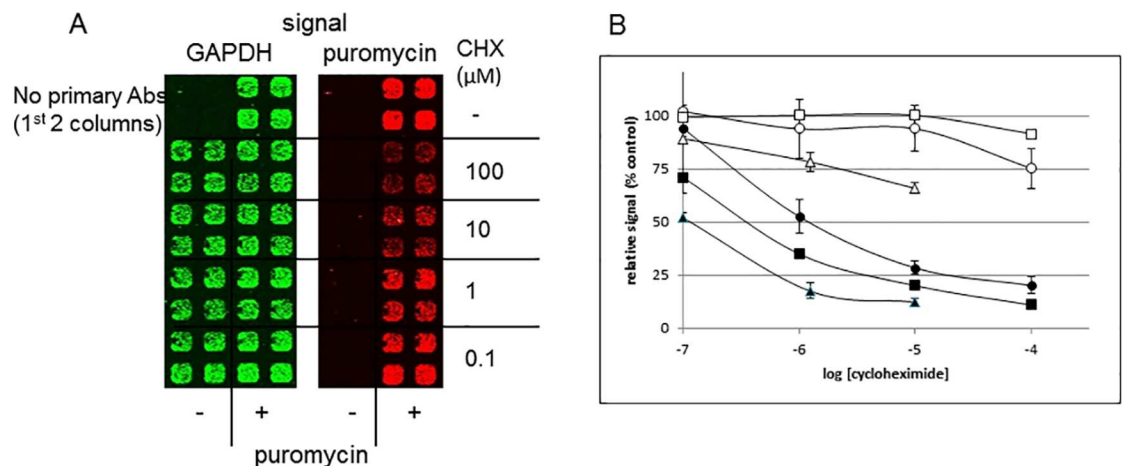 A
signal
GAPDH
puromycin
CHX
(μM)
No primary Abs
(1st 2 columns)
-
100
10
1
0.1
- + - +
puromycin
B
relative signal (% control)
100
75
50
25
0
-7 -6 -5 -4
log [cycloheximide]